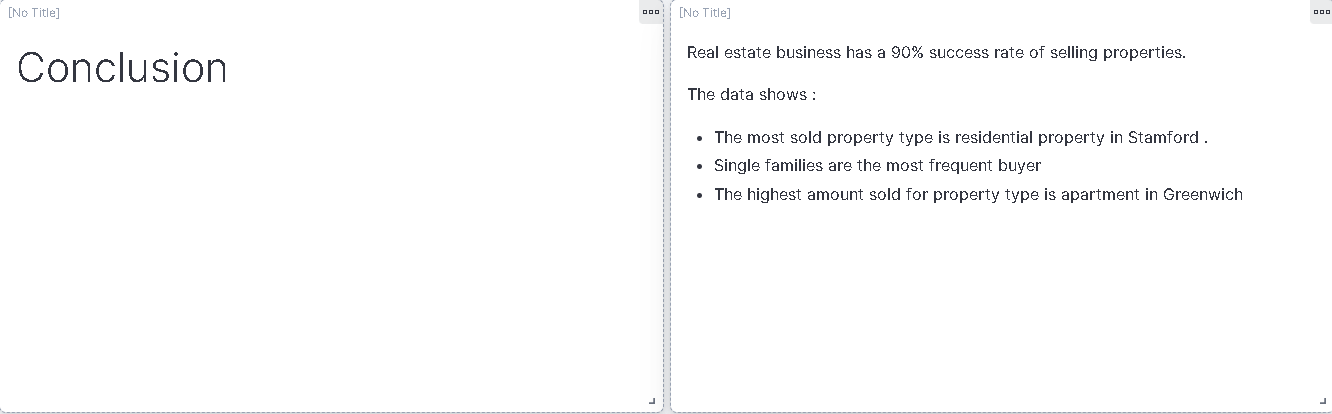 [No Title]
Conclusion
[No Title]
Real estate business has a 90% success rate of selling properties.
The data shows :
• The most sold property type is residential property in Stamford .
• Single families are the most frequent buyer
• The highest amount sold for property type is apartment in Greenwich